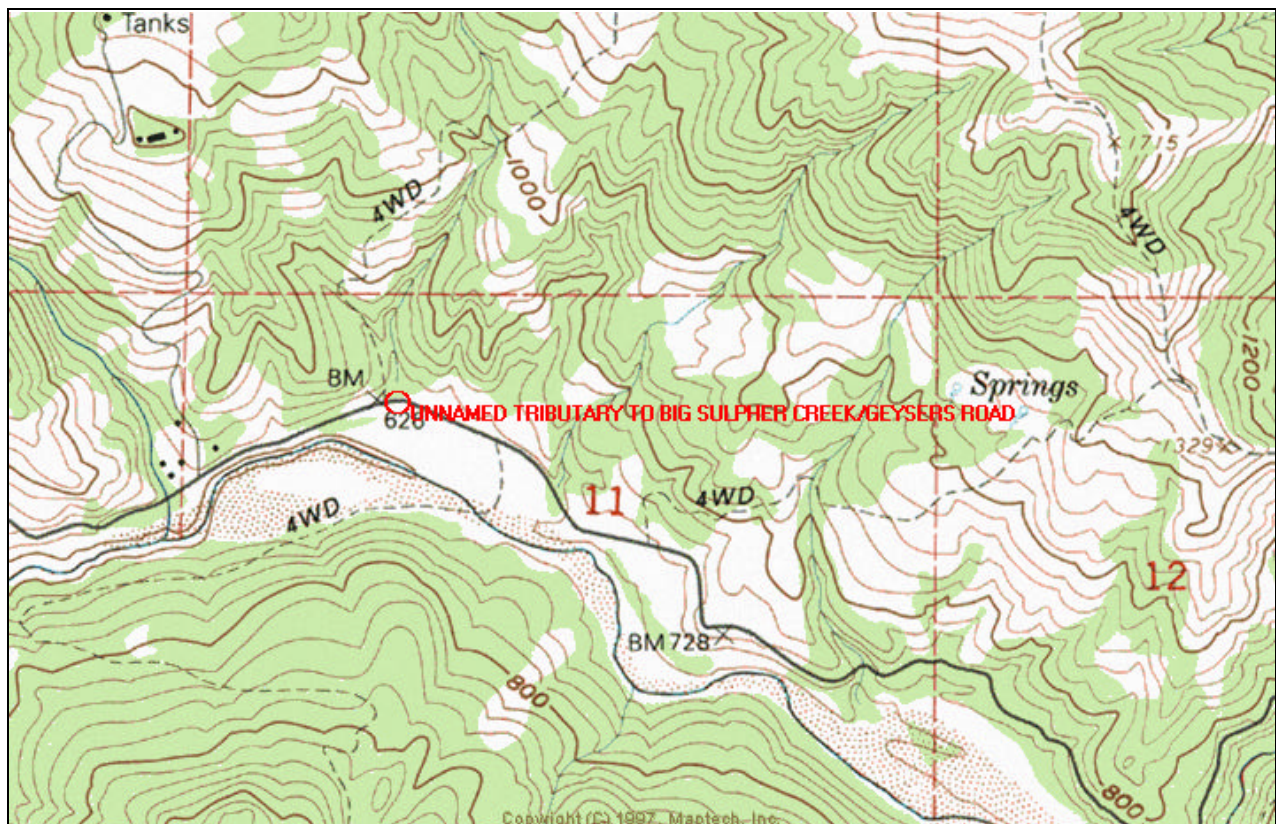 Tanks
1715
4WD
1000
4WD
1200
Springs
BM
UNNAMED TRIBUTARY TO BIG SULPHER CREEK/GEYSERS ROAD
628
1329
11
4WD
4WD
12
BM 728
800
800
Copyright (C) 1997, Maptech, Inc.